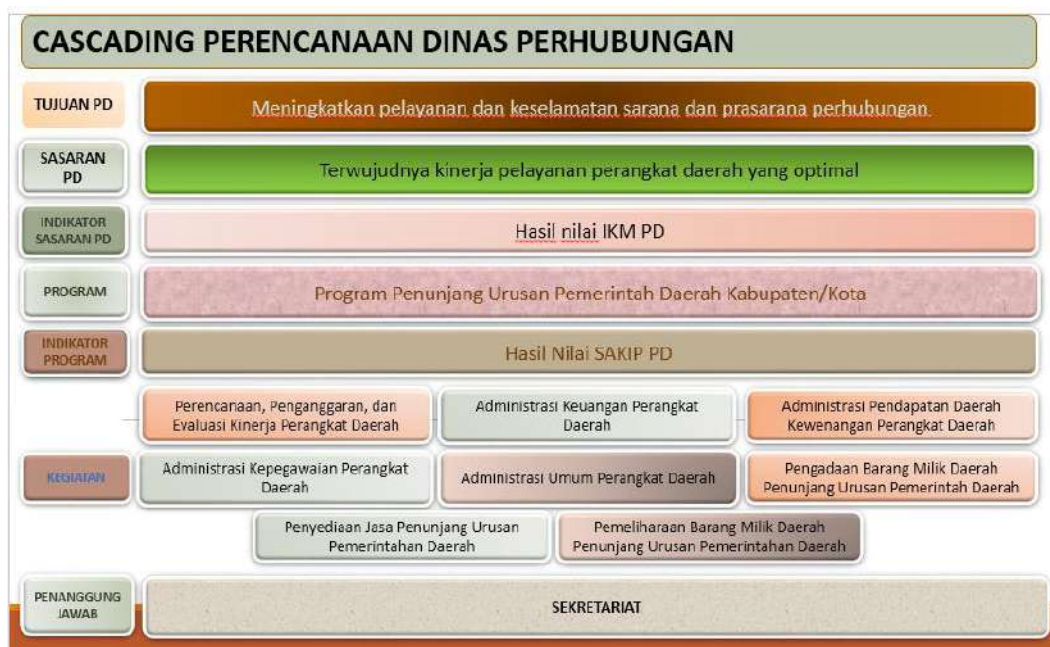 CASCADING PERENCANAAN DINAS PERHUBUNGAN
TUJUAN PD
Meningkatkan pelayanan dan keselamatan sarana dan prasarana perhubungan
SASARAN
PD
Terwujudnya kinerja pelayanan perangkat daerah yang optimal
INDIKATOR
SASARAN PD
Hasil nilai IKM PD
PROGRAM
Program Penunjang Urusan Pemerintah Daerah Kabupaten/Kota
INDIKATOR
PROGRAM
Hasil Nilai SAKIP PD
KEGIATAN
Perencanaan, Penganggaran, dan
Evaluasi Kinerja Perangkat Daerah
Administrasi Keuangan Perangkat
Daerah
Administrasi Pendapatan Daerah
Kewenangan Perangkat Daerah
Administrasi Kepegawaian Perangkat
Daerah
Administrasi Umum Perangkat Daerah
Pengadaan Barang Milik Daerah
Penunjang Urusan Pemerintah Daerah
Penyediaan Jasa Penunjang Urusan
Pemerintahan Daerah
Pemeliharaan Barang Milik Daerah
Penunjang Urusan Pemerintahan Daerah
PENANGGUNG
JAWAB
SEKRETARIAT